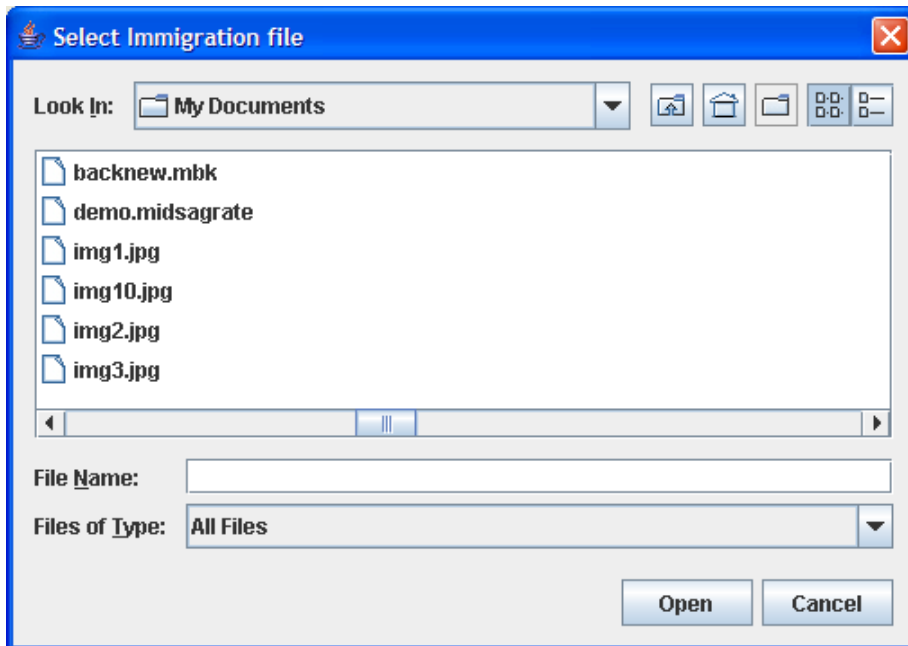 Select Immigration file
Look In: My Documents
backnew.mbk
demo.midsagrate
img1.jpg
img10.jpg
img2.jpg
img3.jpg
File Name:
Files of Type: All Files
Open Cancel